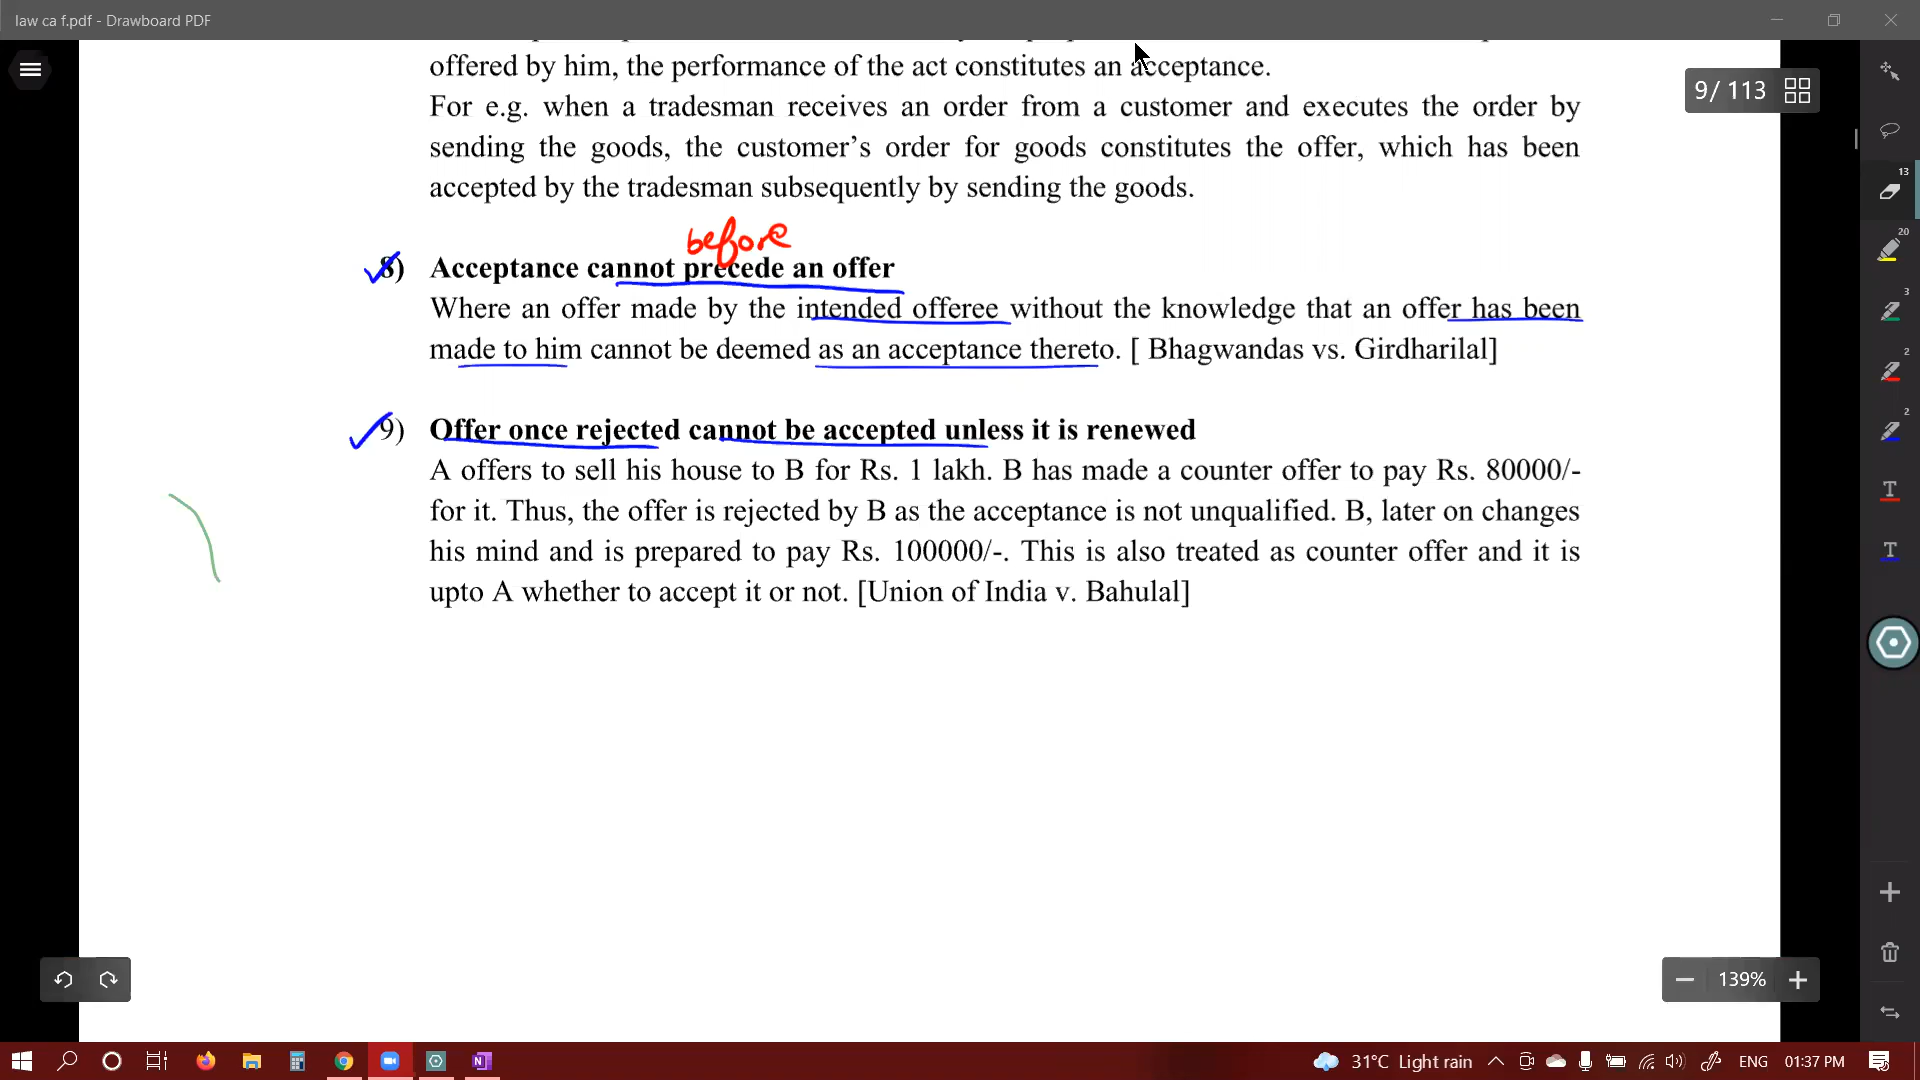 law ca f.pdf - Drawboard PDF
offered by him, the performance of the act constitutes an acceptance.
9 / 113
For e.g. when a tradesman receives an order from a customer and executes the order by
sending the goods, the customer’s order for goods constitutes the offer, which has been
accepted by the tradesman subsequently by sending the goods.
before
8) Acceptance cannot precede an offer
Where an offer made by the intended offeree without the knowledge that an offer has been
made to him cannot be deemed as an acceptance thereto. [ Bhagwandas vs. Girdharilal]
9) Offer once rejected cannot be accepted unless it is renewed
A offers to sell his house to B for Rs. 1 lakh. B has made a counter offer to pay Rs. 80000/-
for it. Thus, the offer is rejected by B as the acceptance is not unqualified. B, later on changes
his mind and is prepared to pay Rs. 100000/-. This is also treated as counter offer and it is
upto A whether to accept it or not. [Union of India v. Bahulal]
13
20
3
2
2
T
T
139%
31°C Light rain
ENG
01:37 PM